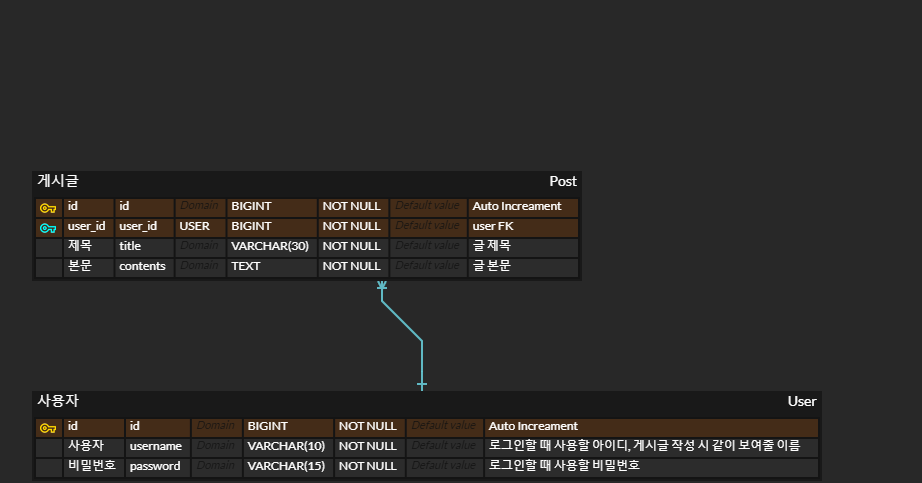 게시글 Post
id id Domain BIGINT NOT NULL Default value Auto Increament
user_id user_id USER BIGINT NOT NULL Default value user FK
제목 title Domain VARCHAR(30) NOT NULL Default value 글 제목
본문 contents Domain TEXT NOT NULL Default value 글 본문
사용자 User
id id Domain BIGINT NOT NULL Default value Auto Increament
사용자 username Domain VARCHAR(10) NOT NULL Default value 로그인할 때 사용할 아이디, 게시글 작성 시 같이 보여줄 이름
비밀번호 password Domain VARCHAR(15) NOT NULL Default value 로그인할 때 사용할 비밀번호